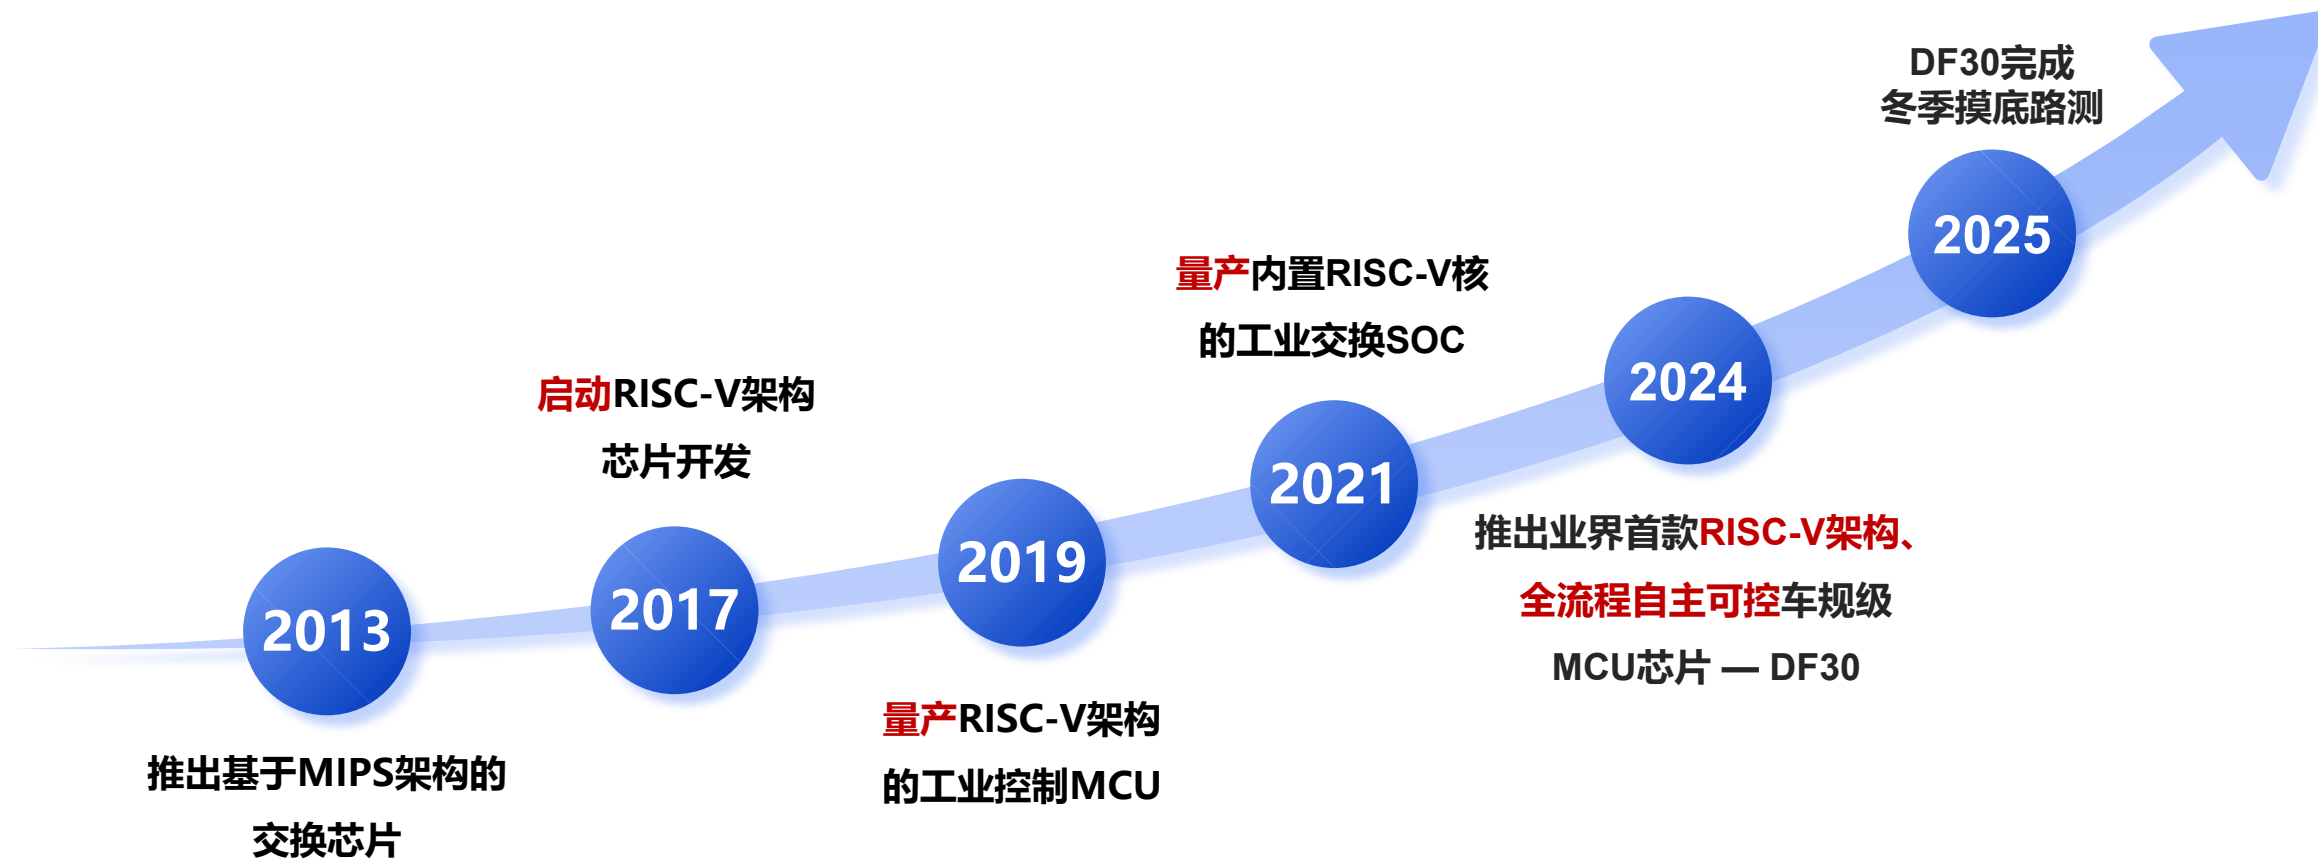 2013
推出基于MIPS架构的
交换芯片
启动RISC-V架构
芯片开发
2017
2019
量产RISC-V架构
的工业控制MCU
量产内置RISC-V核
的工业交换SOC
2021
2024
推出业界首款RISC-V架构、
全流程自主可控车规级
MCU芯片 — DF30
DF30完成
冬季摸底路测
2025